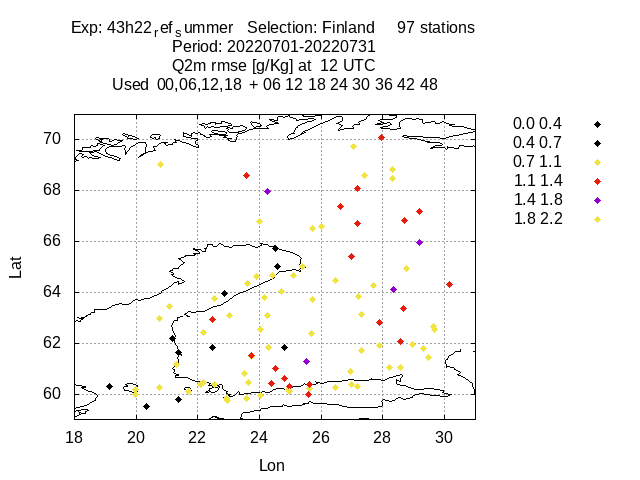 Exp: 43h22refsummer Selection: Finland 97 stations
Period: 20220701-20220731
Q2m rmse [g/Kg] at 12 UTC
Used 00,06,12,18 + 06 12 18 24 30 36 42 48
0.0 0.4
0.4 0.7
0.7 1.1
1.1 1.4
1.4 1.8
1.8 2.2
Lat
70
68
66
64
62
60
18 20 22 24 26 28 30
Lon